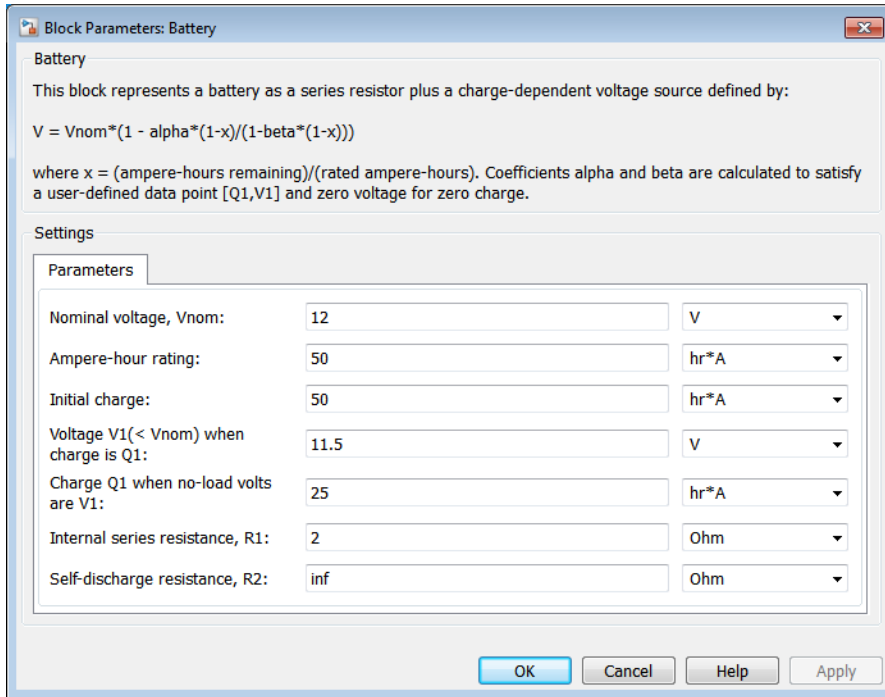 Block Parameters: Battery
Battery
This block represents a battery as a series resistor plus a charge-dependent voltage source defined by:
V = Vnom*(1 - alpha*(1-x)/(1-beta*(1-x)))
where x = (ampere-hours remaining)/(rated ampere-hours). Coefficients alpha and beta are calculated to satisfy
a user-defined data point [Q1,V1] and zero voltage for zero charge.
Settings
Parameters
Nominal voltage, Vnom: 12 V
Ampere-hour rating: 50 hr*A
Initial charge: 50 hr*A
Voltage V1(< Vnom) when
charge is Q1: 11.5 V
Charge Q1 when no-load volts
are V1: 25 hr*A
Internal series resistance, R1: 2 Ohm
Self-discharge resistance, R2: inf Ohm
OK Cancel Help Apply